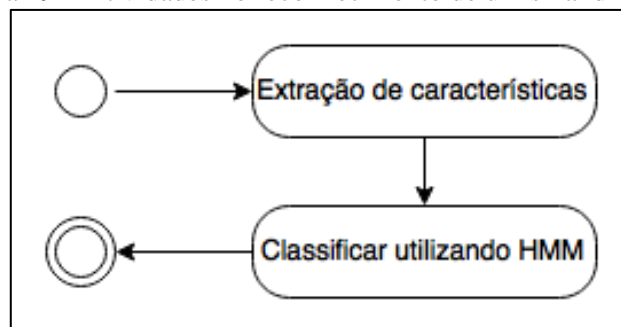 Extração de características
Classificar utilizando HMM